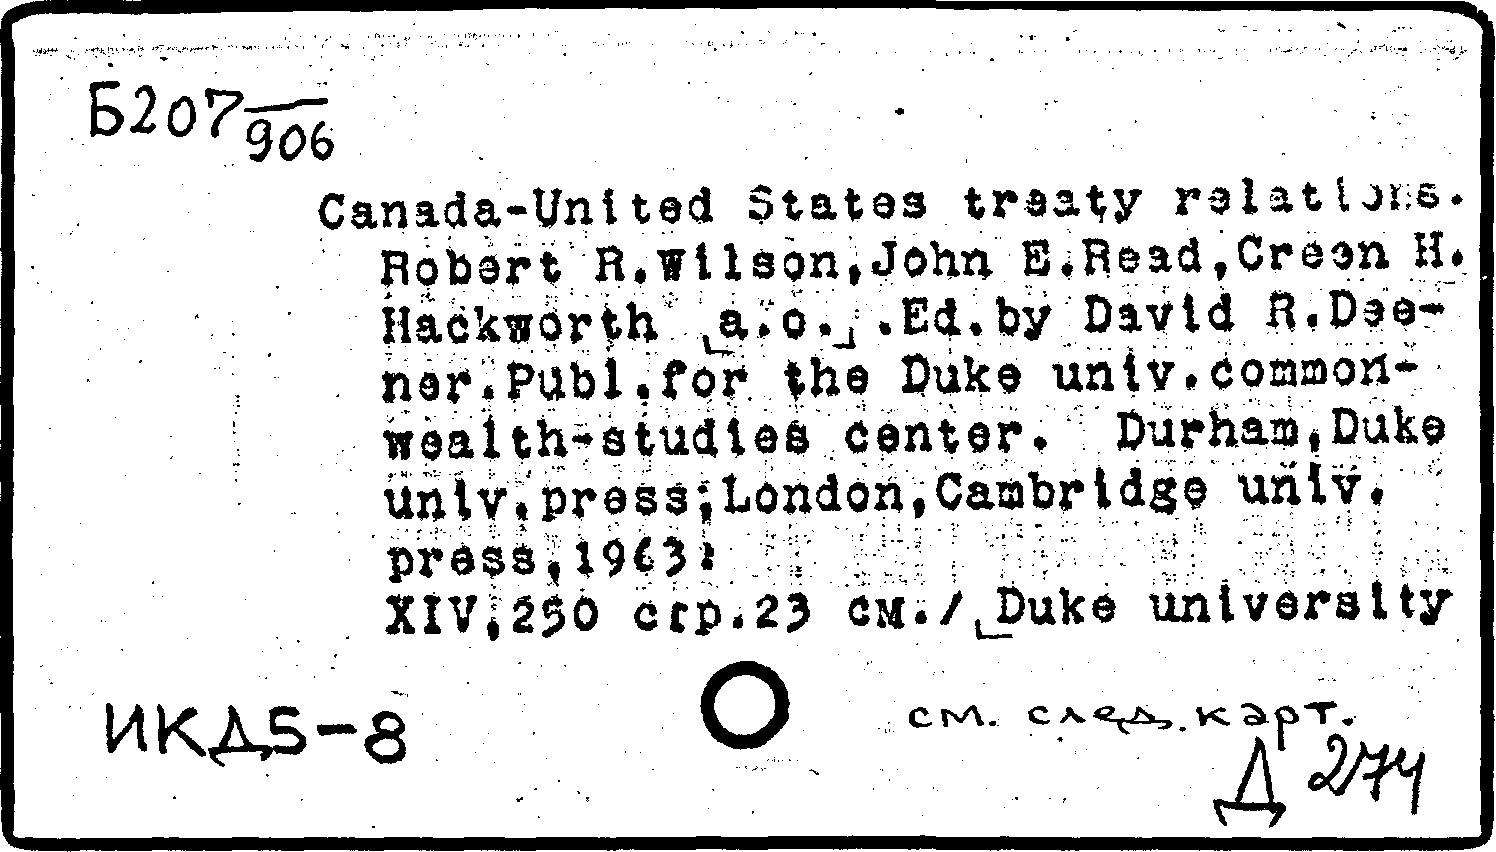 Б207/906
Canada-United States treaty relations.
Robert R.Wilson,John E.Read,Creen H.
Hackworth [a.o.] .Ed.by David R.Dee-
ner.Publ.for the Duke univ.common-
wealth-studies center. Durham,Duke
univ.press;London,Cambridge univ.
press,1963:
XIV,250 стр.23 см./[Duke university
ИКД5-8
см. след. карт.
Д 274